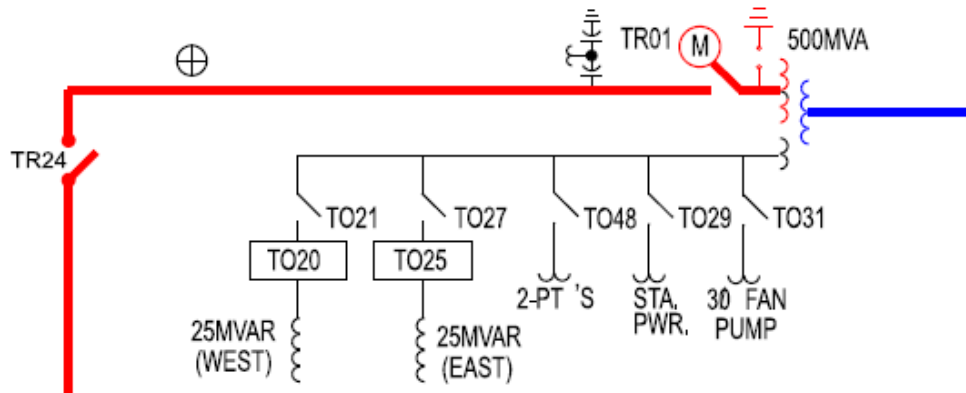 TR01
M
500MVA
TR24
TO21
TO27
TO48
TO29
TO31
TO20
TO25
2-PT 'S
STA.
PWR.
3Ø FAN
PUMP
25MVAR
(WEST)
25MVAR
(EAST)